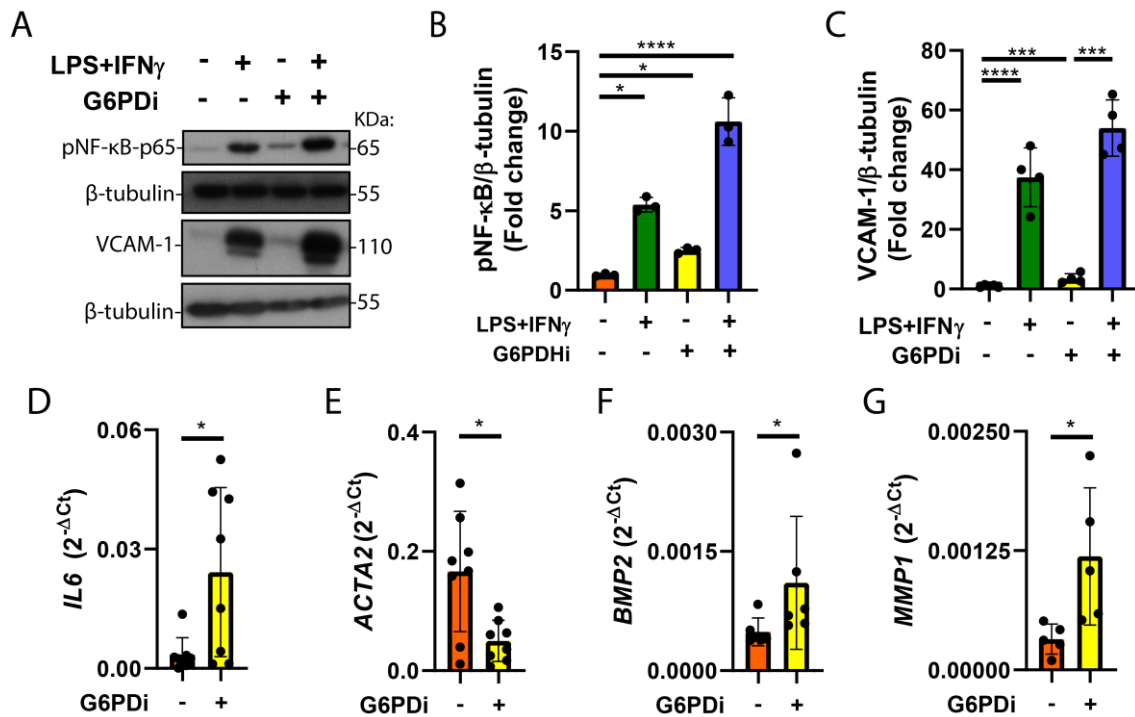 A
LPS+IFNγ - + - +
G6PDi - - + +
KDa:
pNF-κB-p65 -65
β-tubulin -55
VCAM-1 -110
β-tubulin -55
B
pNF-κB/β-tubulin
(Fold change)
15
10
5
0
****
*
*
LPS+IFNγ - + - +
G6PDHi - - + +
C
VCAM-1/β-tubulin
(Fold change)
80
60
40
20
0
*** ***
****
LPS+IFNγ - + - +
G6PDi - - + +
D
IL6 (2^-ΔCt)
0.06
0.03
0.00
*
G6PDi - +
E
ACTA2 (2^-ΔCt)
0.4
0.2
0.0
*
G6PDi - +
F
BMP2 (2^-ΔCt)
0.0030
0.0015
0.0000
*
G6PDi - +
G
MMP1 (2^-ΔCt)
0.00250
0.00125
0.00000
*
G6PDi - +